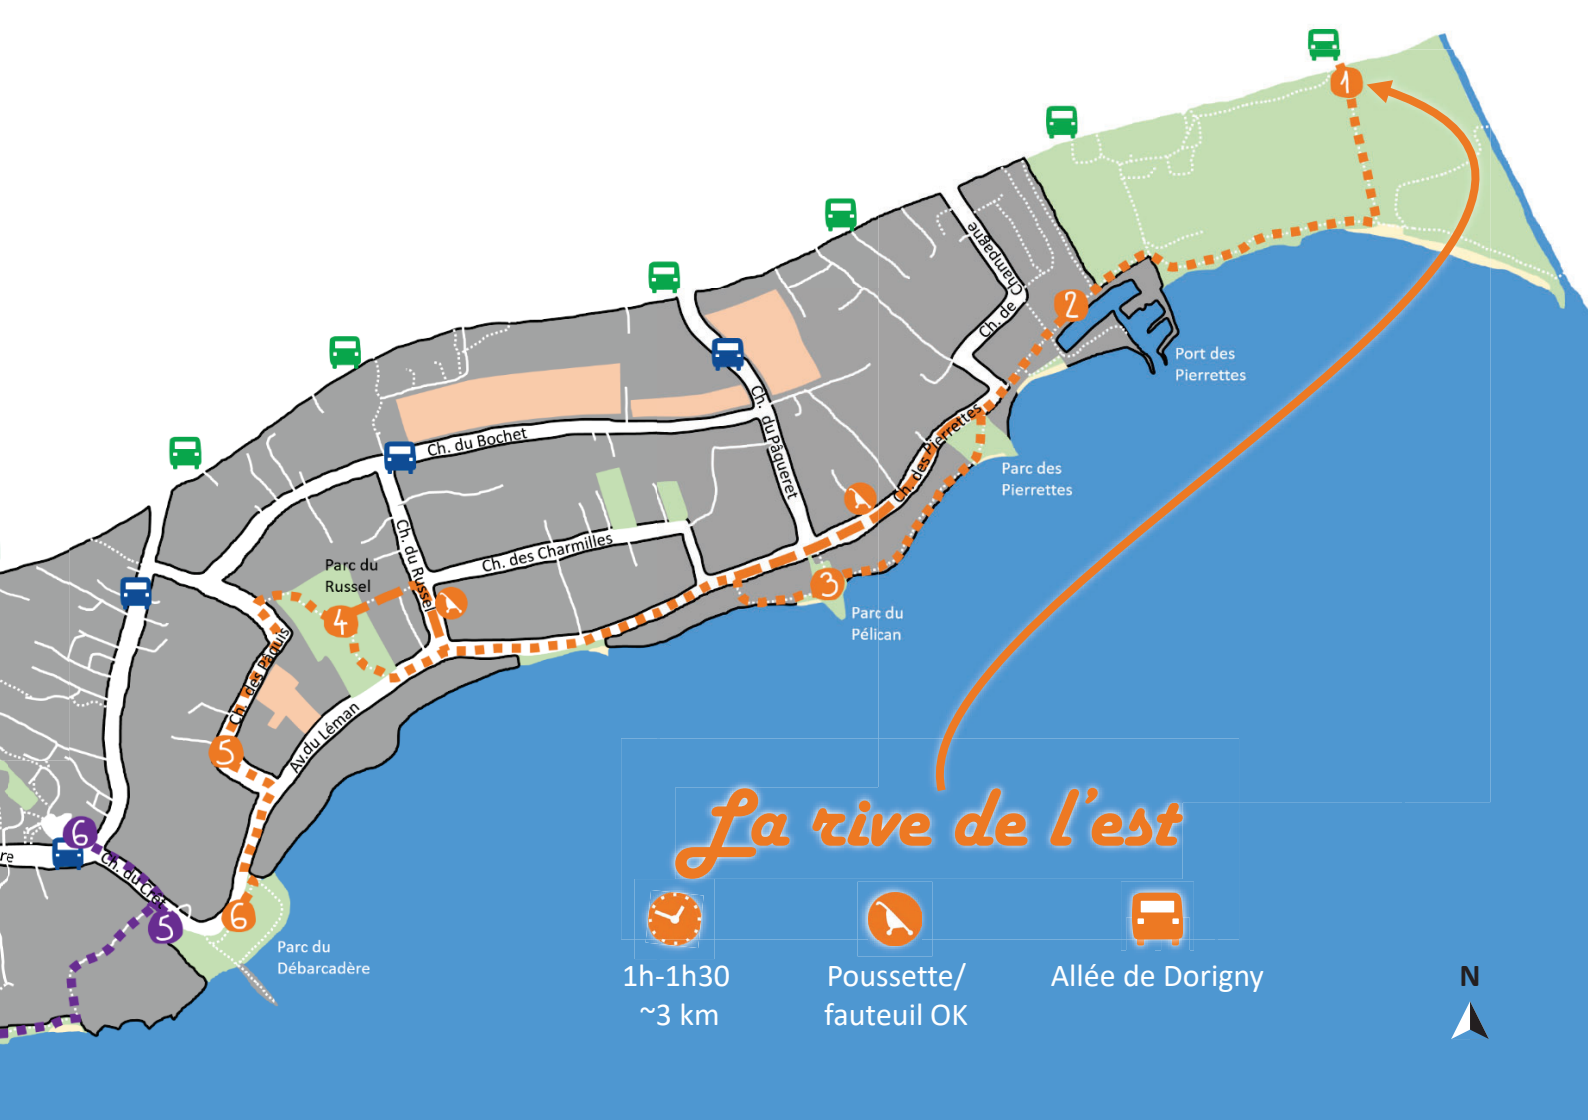 1
Ch. de Champagne
2
Port des
Pierrettes
Ch. du Bochet
Ch. du Pâqueret
Ch. des Pierrettes
Parc des
Pierrettes
Ch. du Russel
Ch. des Charmilles
Parc du
Russel
3
4
Parc du
Pélican
Ch. des Pâquis
5
Av.du Léman
La rive de l'est
6
re
Ch. du Crêt
5
6
Parc du
Débarcadère
1h-1h30
~3 km
Poussette/
fauteuil OK
Allée de Dorigny
N